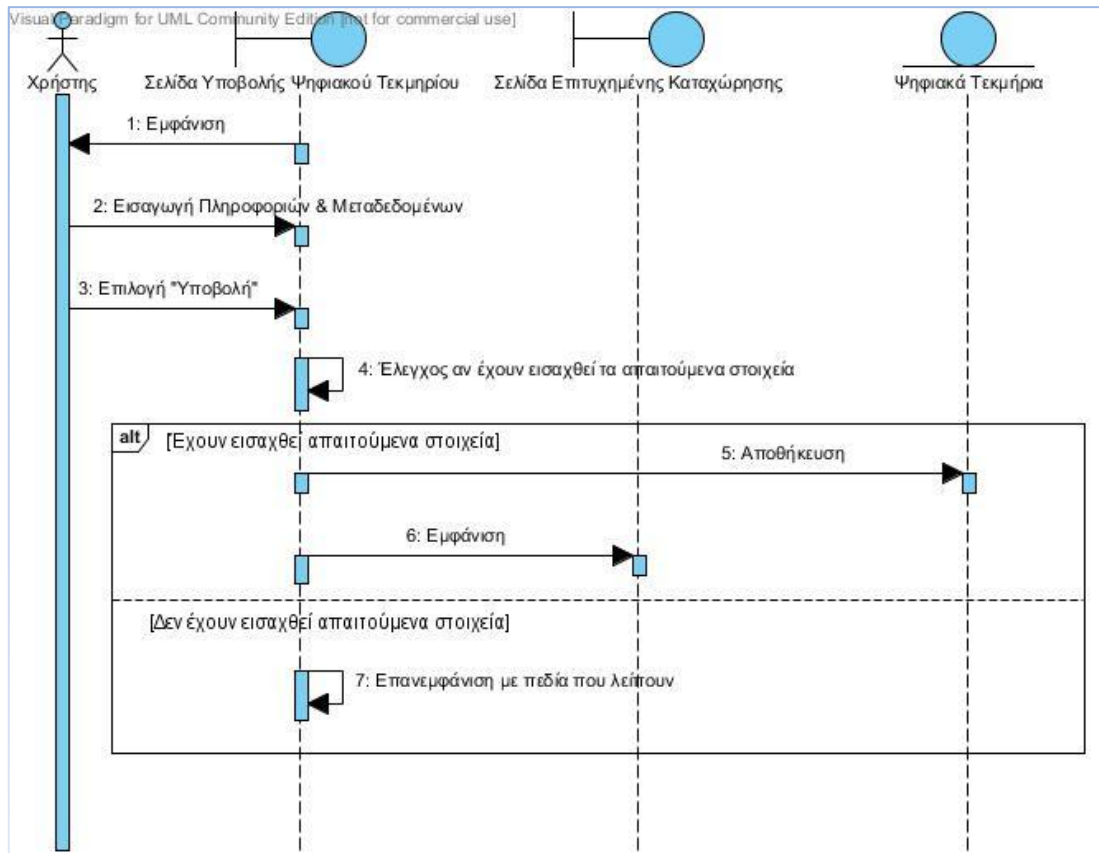 Visual Paradigm for UML Community Edition [not for commercial use]
Χρήστης
Σελίδα Υποβολής Ψηφιακού Τεκμηρίου
Σελίδα Επιτυχημένης Καταχώρησης
Ψηφιακά Τεκμήρια
1: Εμφάνιση
2: Εισαγωγή Πληροφοριών & Μεταδεδομένων
3: Επιλογή "Υποβολή"
4: Έλεγχος αν έχουν εισαχθεί τα απαιτούμενα στοιχεία
alt
[Έχουν εισαχθεί απαιτούμενα στοιχεία]
5: Αποθήκευση
6: Εμφάνιση
[Δεν έχουν εισαχθεί απαιτούμενα στοιχεία]
7: Επανεμφάνιση με πεδία που λείπουν